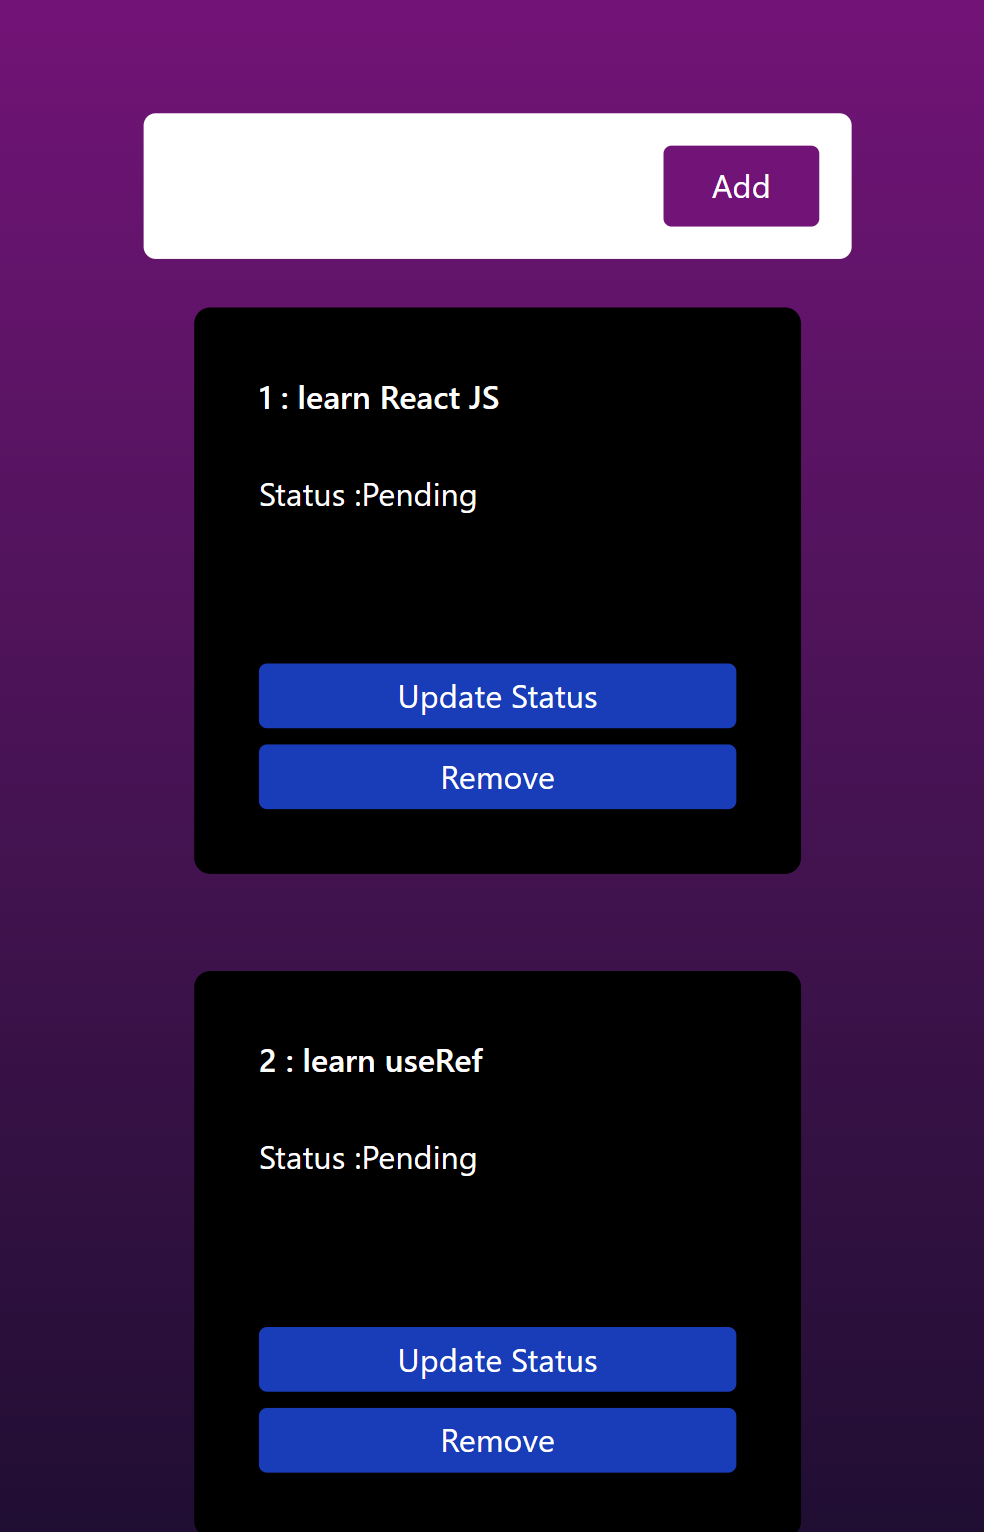 Add
1 : learn React JS
Status :Pending
Update Status
Remove
2 : learn useRef
Status :Pending
Update Status
Remove